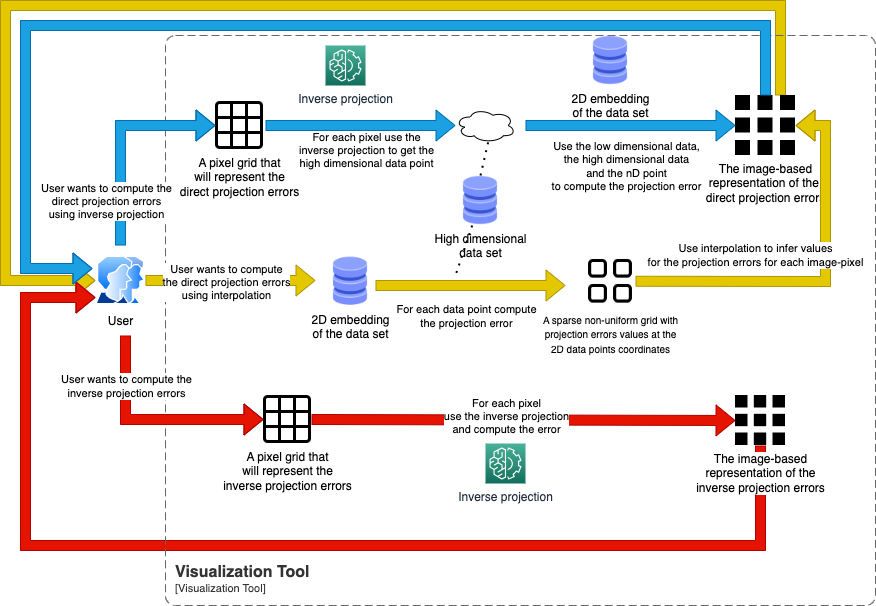 Inverse projection
2D embedding
of the data set
For each pixel use the
inverse projection to get the
high dimensional data point
Use the low dimensional data,
the high dimensional data
and the nD point
to compute the projection error
A pixel grid that
will represent the
direct projection errors
The image-based
representation of the
direct projection error
User wants to compute the
direct projection errors
using inverse projection
High dimensional
data set
Use interpolation to infer values
for the projection errors for each image-pixel
User wants to compute
the direct projection errors
using interpolation
User
2D embedding
of the data set
For each data point compute
the projection error
A sparse non-uniform grid with
projection errors values at the
2D data points coordinates
User wants to compute the
inverse projection errors
For each pixel
use the inverse projection
and compute the error
A pixel grid that
will represent the
inverse projection errors
Inverse projection
The image-based
representation of the
inverse projection errors
Visualization Tool
[Visualization Tool]